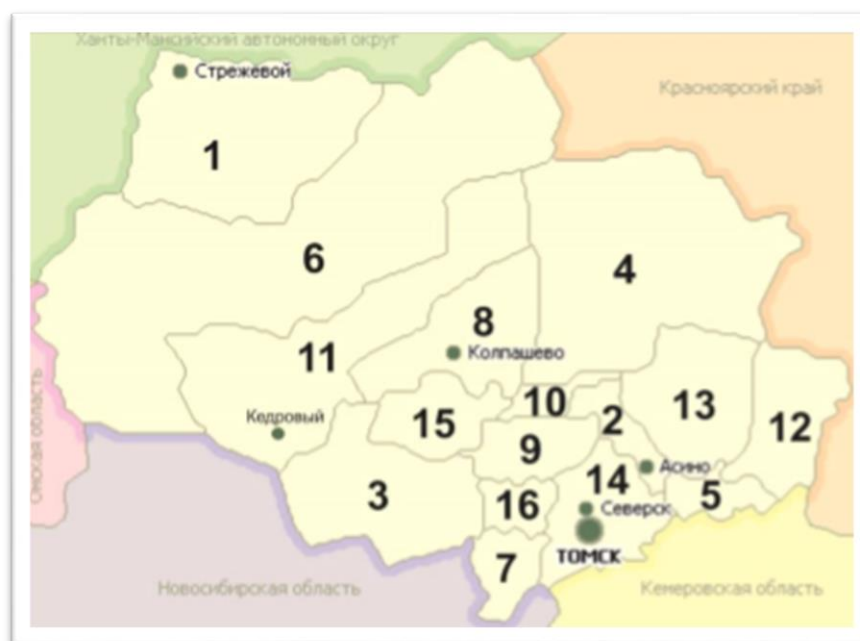 Ханты-Мансийский автономный округ
Стрежевой
Красноярский край
1
6
4
8
Колпашево
11
Омская область
Кедровый
10
13
15
2
12
9
Асино
14
5
3
16
Северск
ТОМСК
7
Новосибирская область
Кемеровская область